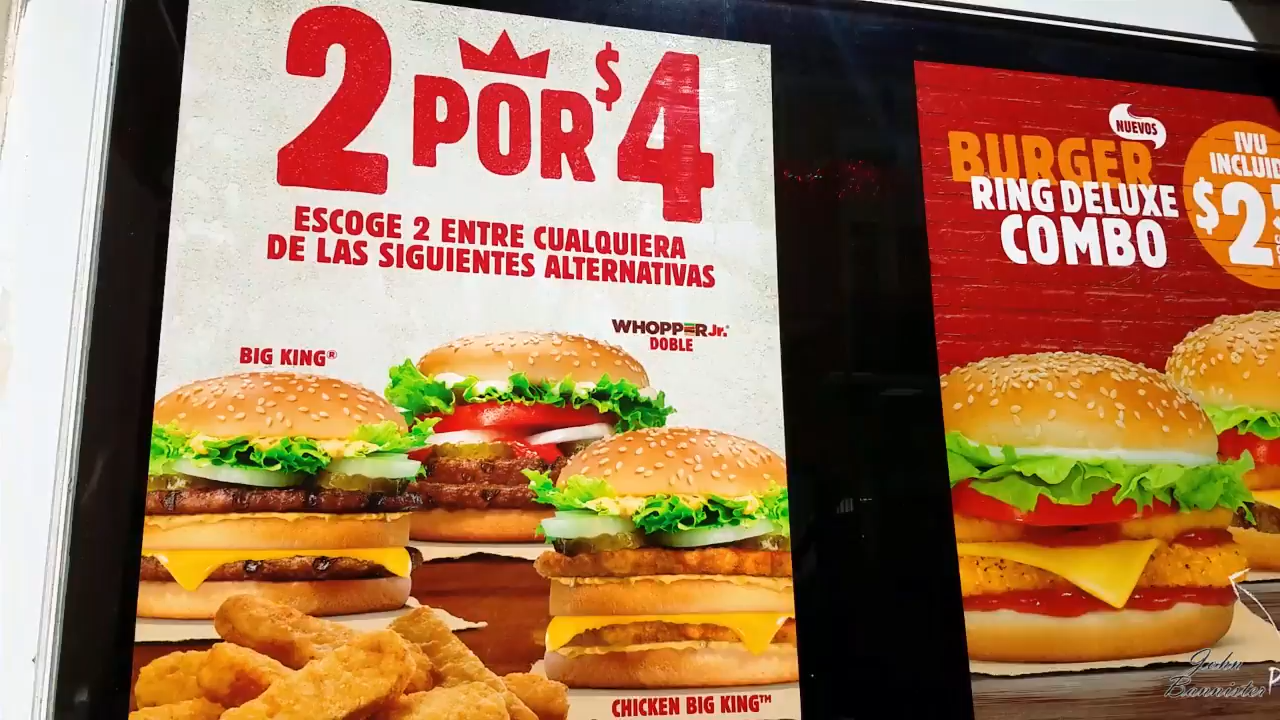 2 POR $4
ESCOGE 2 ENTRE CUALQUIERA
DE LAS SIGUIENTES ALTERNATIVAS
BIG KING®
WHOPPER Jr.®
DOBLE
CHICKEN BIG KING™
NUEVOS
BURGER
RING DELUXE
COMBO
IVU
INCLUID
$2
John
Bannister